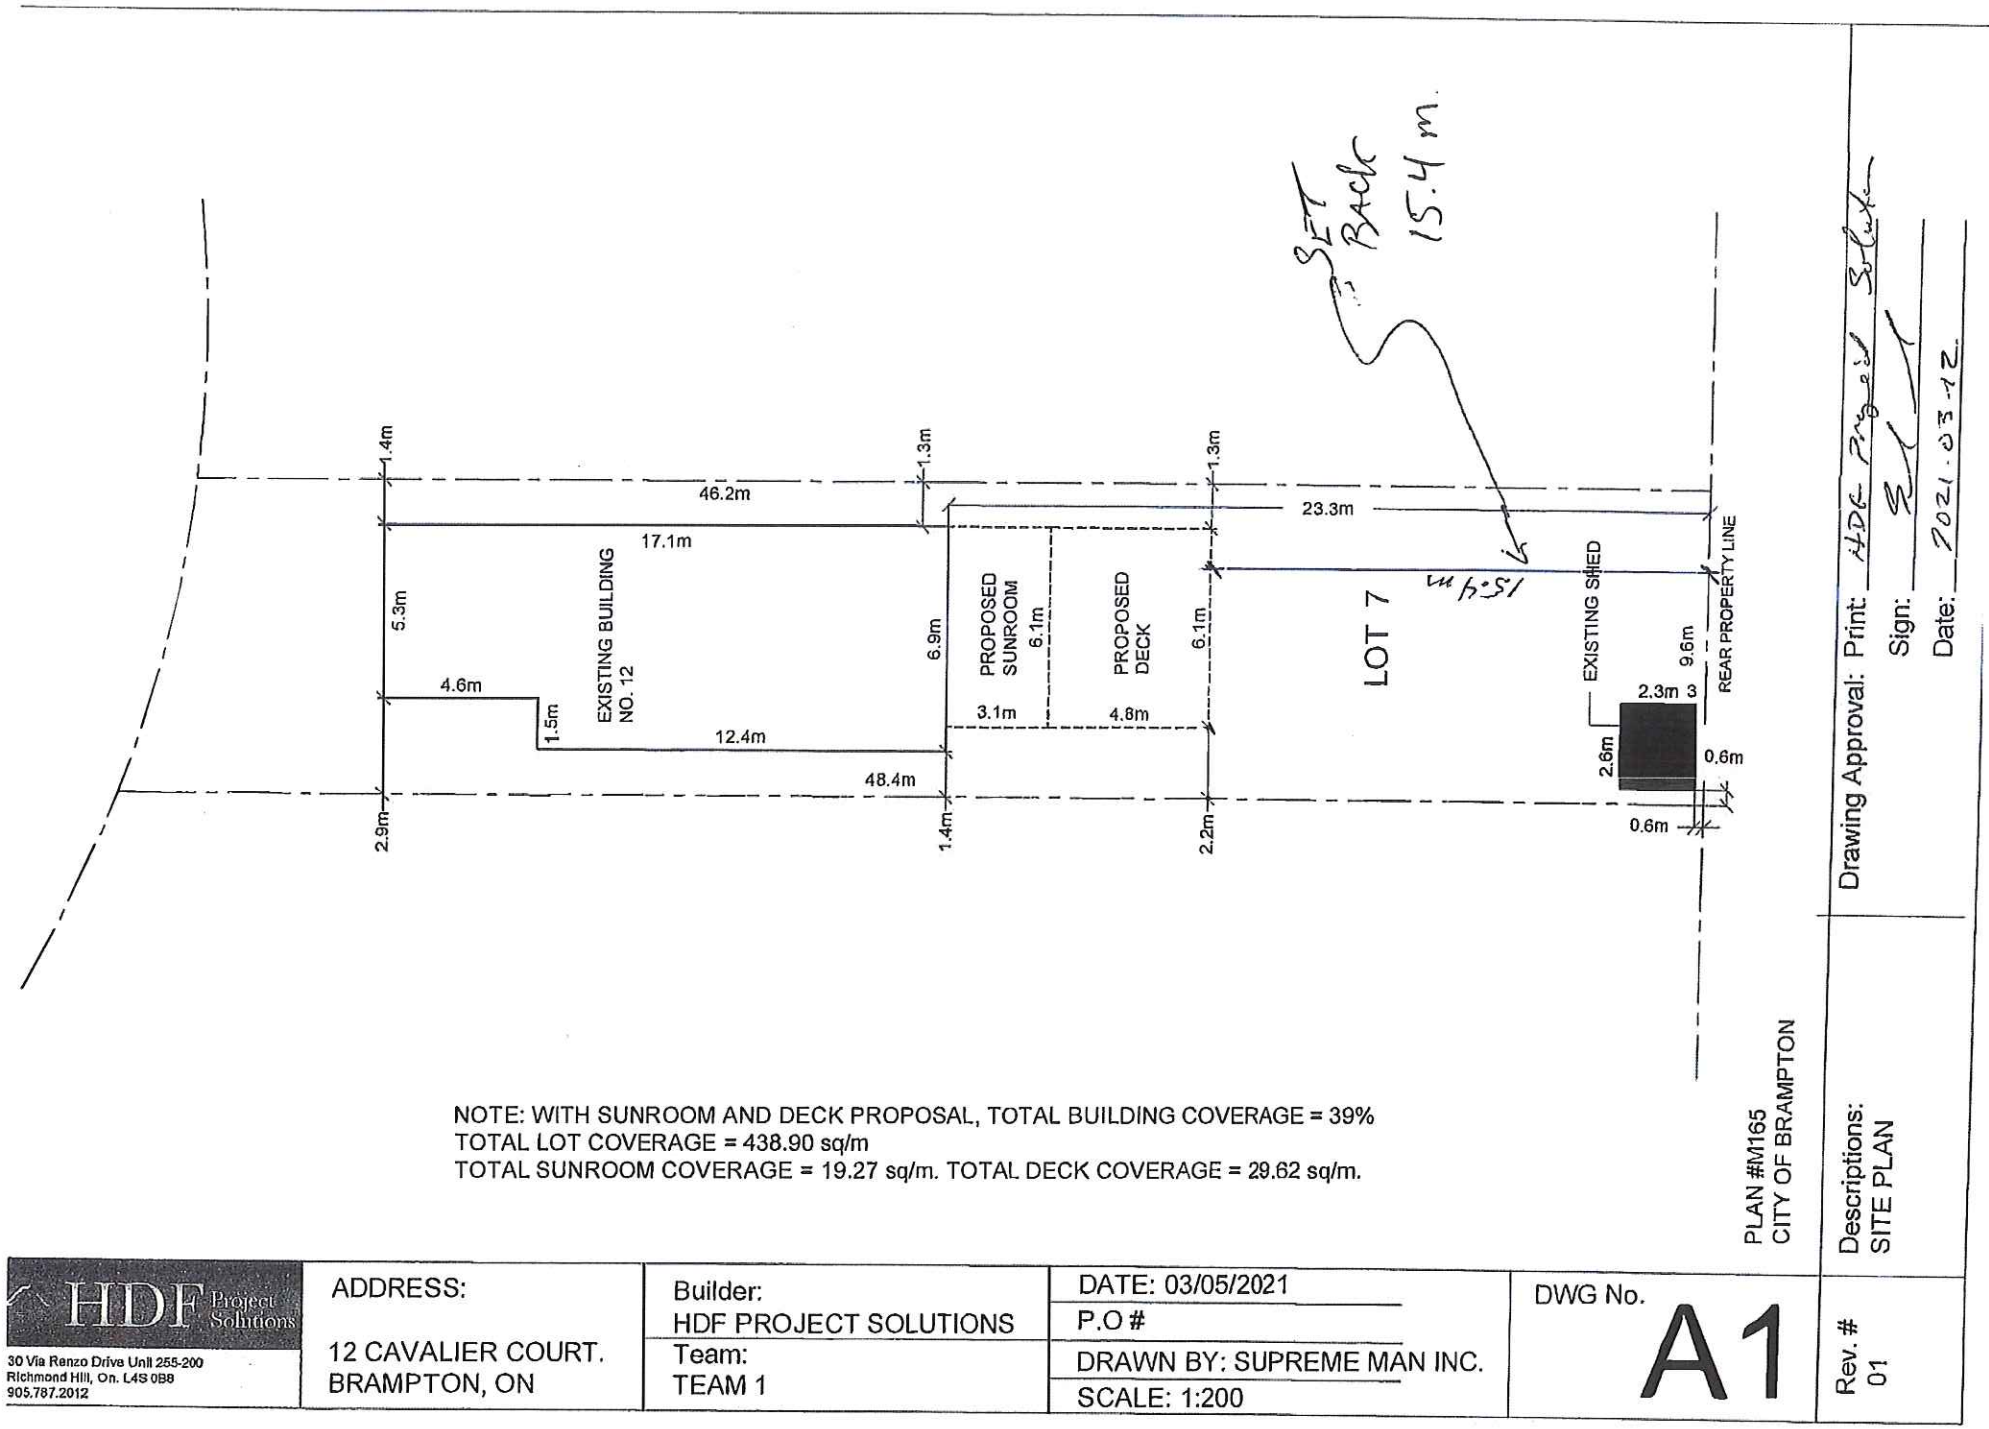 SET
BACK
15.4 m.
1.4m
1.3m
1.3m
46.2m
23.3m
17.1m
15.4 m
5.3m
EXISTING BUILDING
NO. 12
6.9m
PROPOSED
SUNROOM
6.1m
PROPOSED
DECK
6.1m
LOT 7
EXISTING SHED
9.6m
REAR PROPERTY LINE
4.6m
1.5m
12.4m
3.1m
4.8m
2.3m 3
2.6m
0.6m
48.4m
0.6m
2.9m
1.4m
2.2m
NOTE: WITH SUNROOM AND DECK PROPOSAL, TOTAL BUILDING COVERAGE = 39%
TOTAL LOT COVERAGE = 438.90 sq/m
TOTAL SUNROOM COVERAGE = 19.27 sq/m. TOTAL DECK COVERAGE = 29.62 sq/m.
PLAN #M165
CITY OF BRAMPTON
Drawing Approval: Print: HDF Project Solution
Sign:
Date: 2021-03-12
Descriptions:
SITE PLAN
Rev. #
01
HDF Project
Solutions
30 Via Renzo Drive Unit 255-200
Richmond Hill, On. L4S 0B8
905.787.2012
ADDRESS:
12 CAVALIER COURT.
BRAMPTON, ON
Builder:
HDF PROJECT SOLUTIONS
Team:
TEAM 1
DATE: 03/05/2021
P.O #
DRAWN BY: SUPREME MAN INC.
SCALE: 1:200
DWG No.
A1